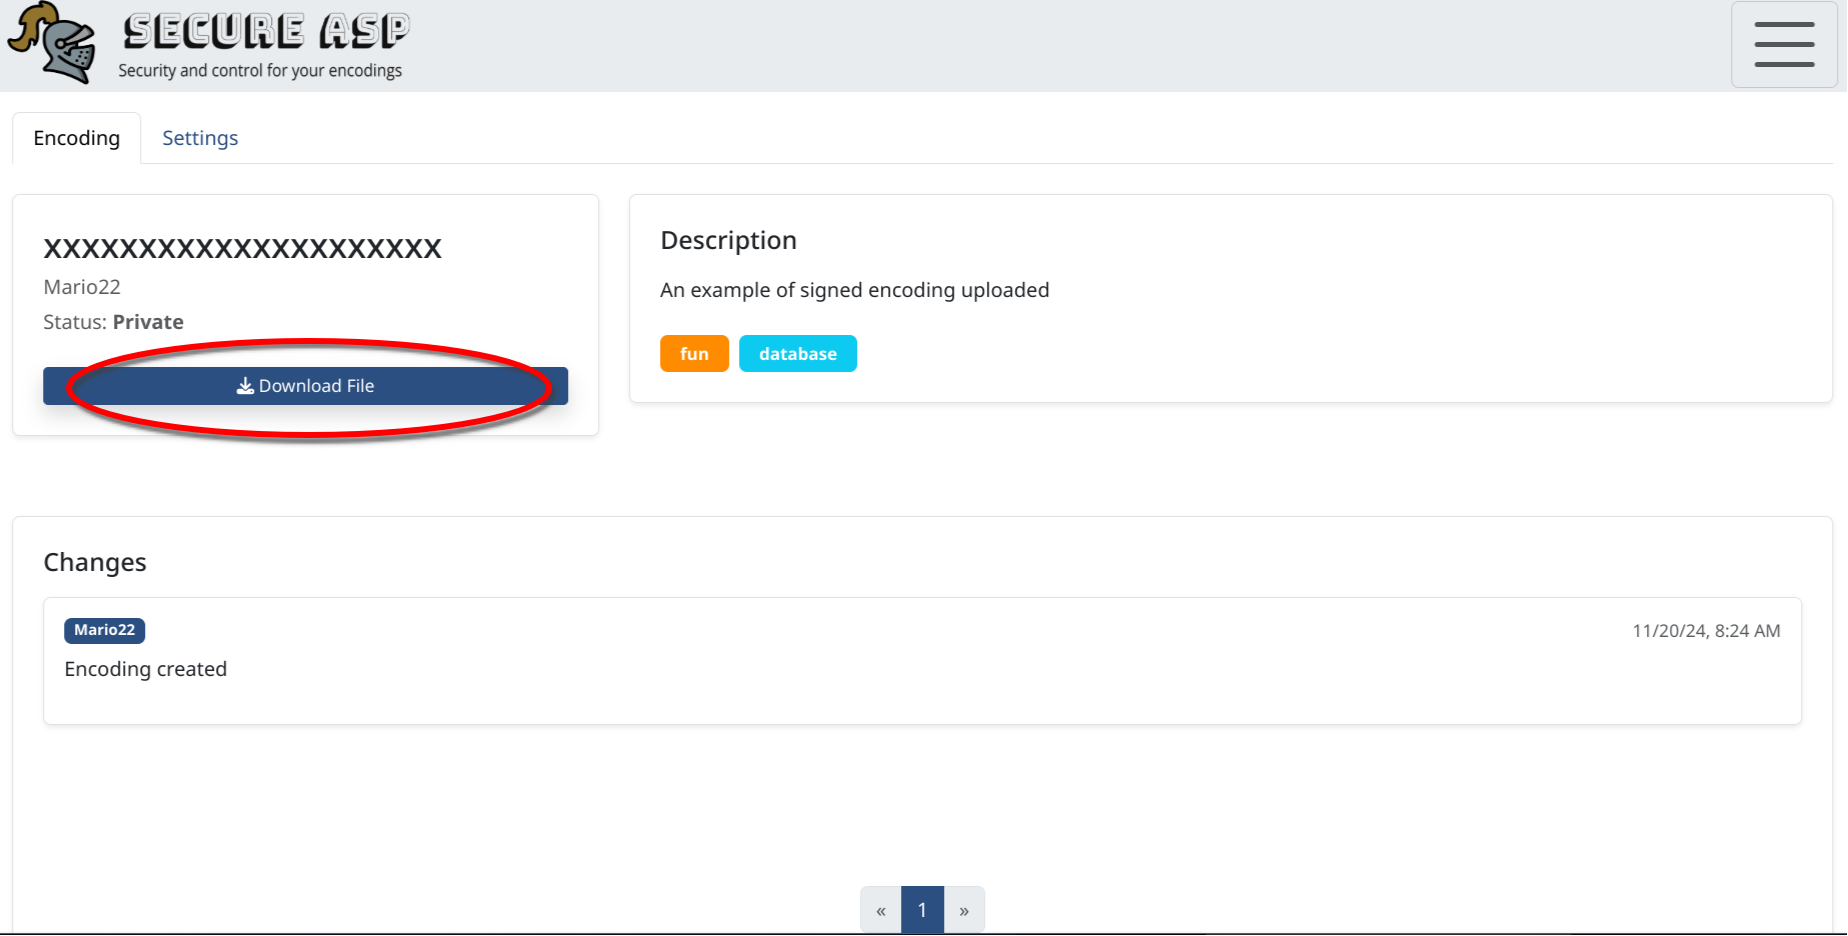 SECURE ASP
Security and control for your encodings
Encoding
Settings
XXXXXXXXXXXXXXXXXXXXX
Mario22
Status: Private
Download File
Description
An example of signed encoding uploaded
fun
database
Changes
Mario22
11/20/24, 8:24 AM
Encoding created
« 1 »